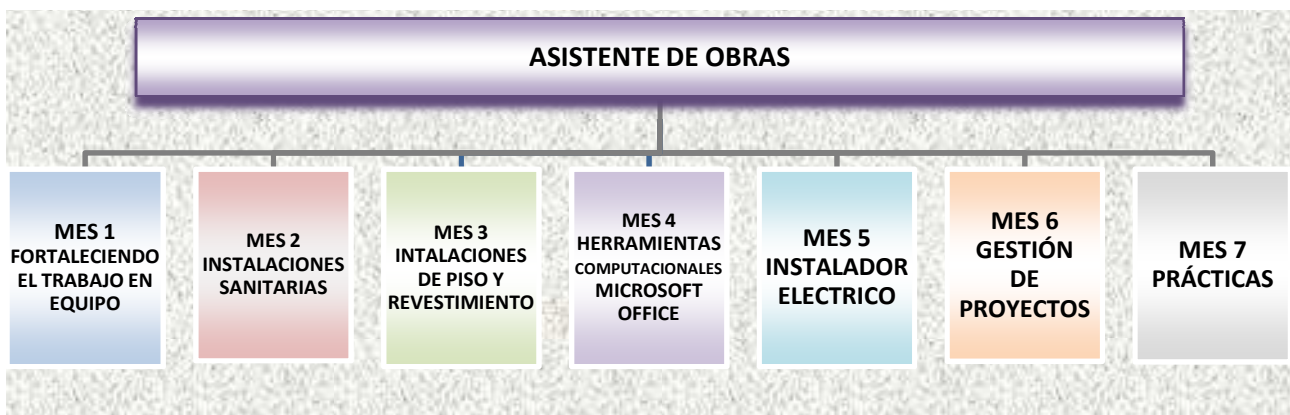 ASISTENTE DE OBRAS
MES 1
FORTALECIENDO
EL TRABAJO EN
EQUIPO
MES 2
INSTALACIONES
SANITARIAS
MES 3
INTALACIONES
DE PISO Y
REVESTIMIENTO
MES 4
HERRAMIENTAS
COMPUTACIONALES
MICROSOFT
OFFICE
MES 5
INSTALADOR
ELECTRICO
MES 6
GESTIÓN
DE
PROYECTOS
MES 7
PRÁCTICAS